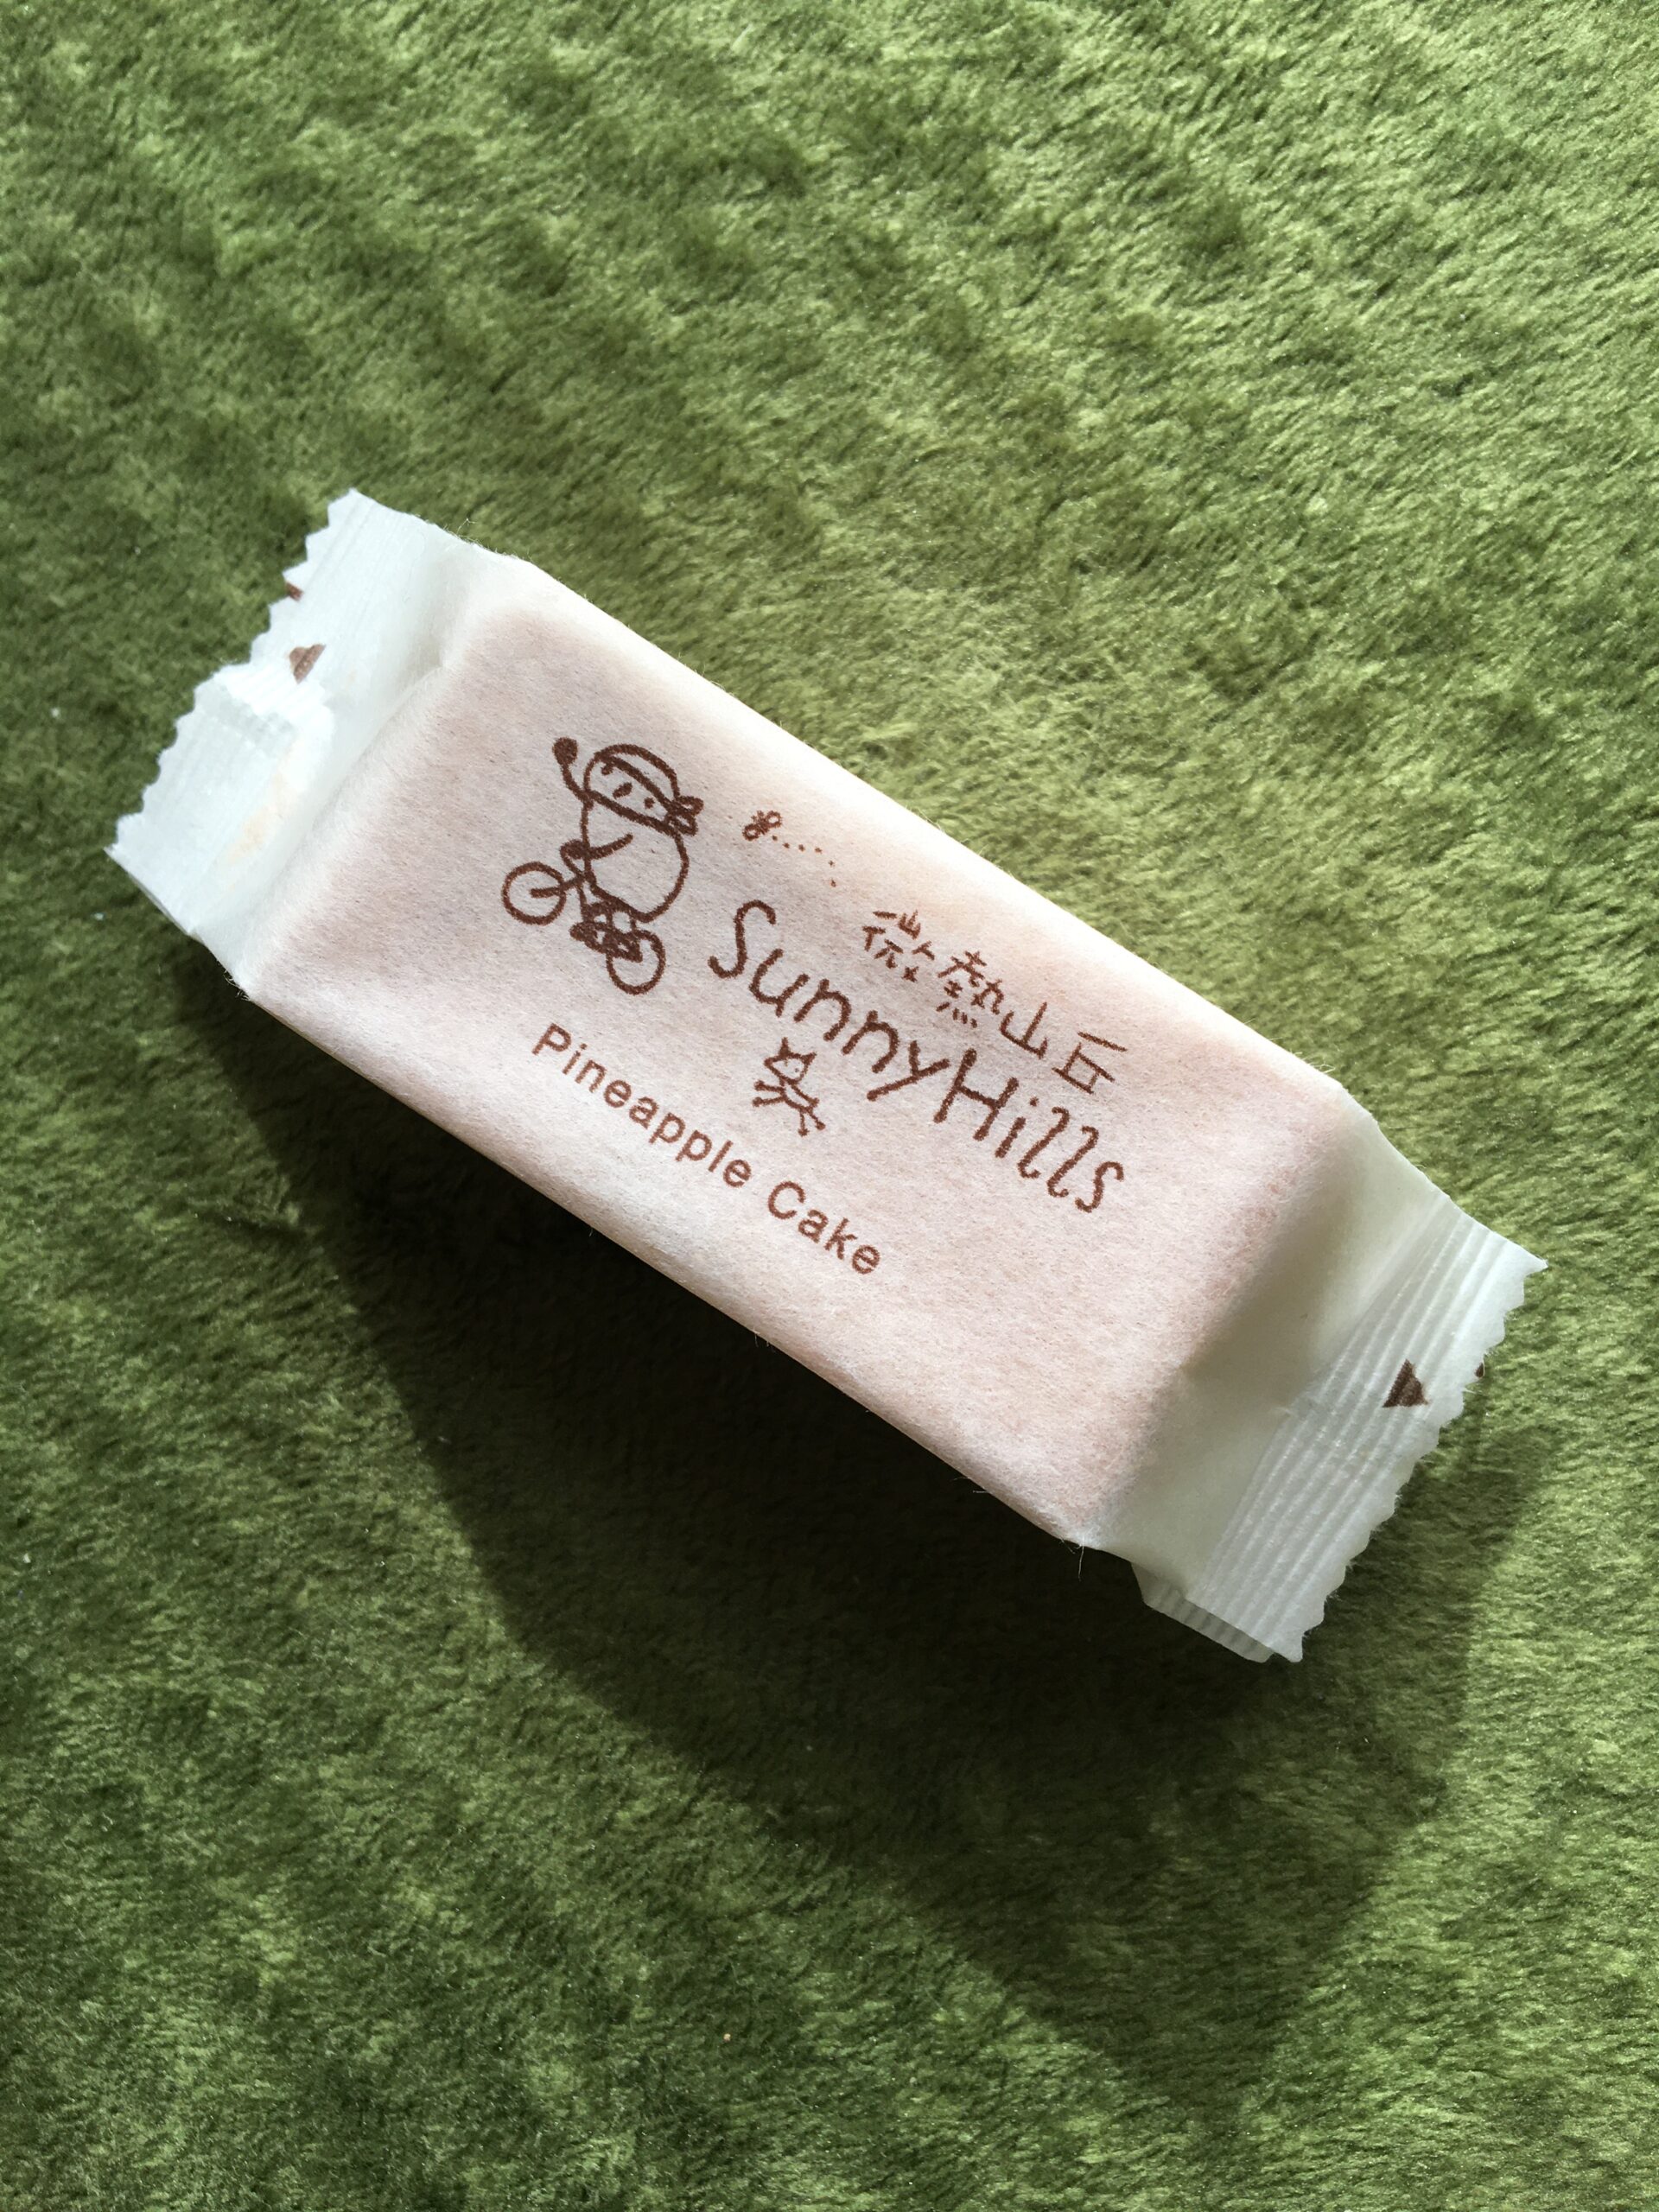 微熱山丘
SunnyHills
Pineapple Cake